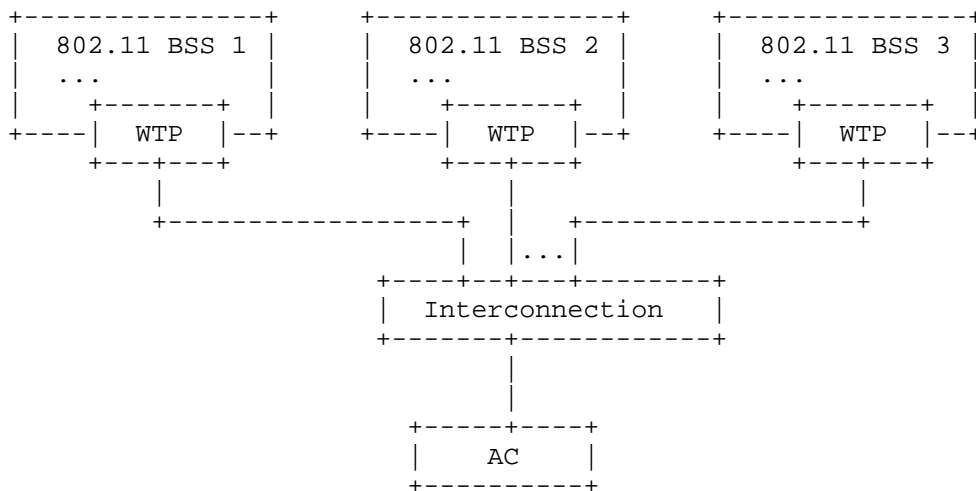 802.11 BSS 1 802.11 BSS 2 802.11 BSS 3
... ... ...
WTP WTP WTP
...
Interconnection
AC